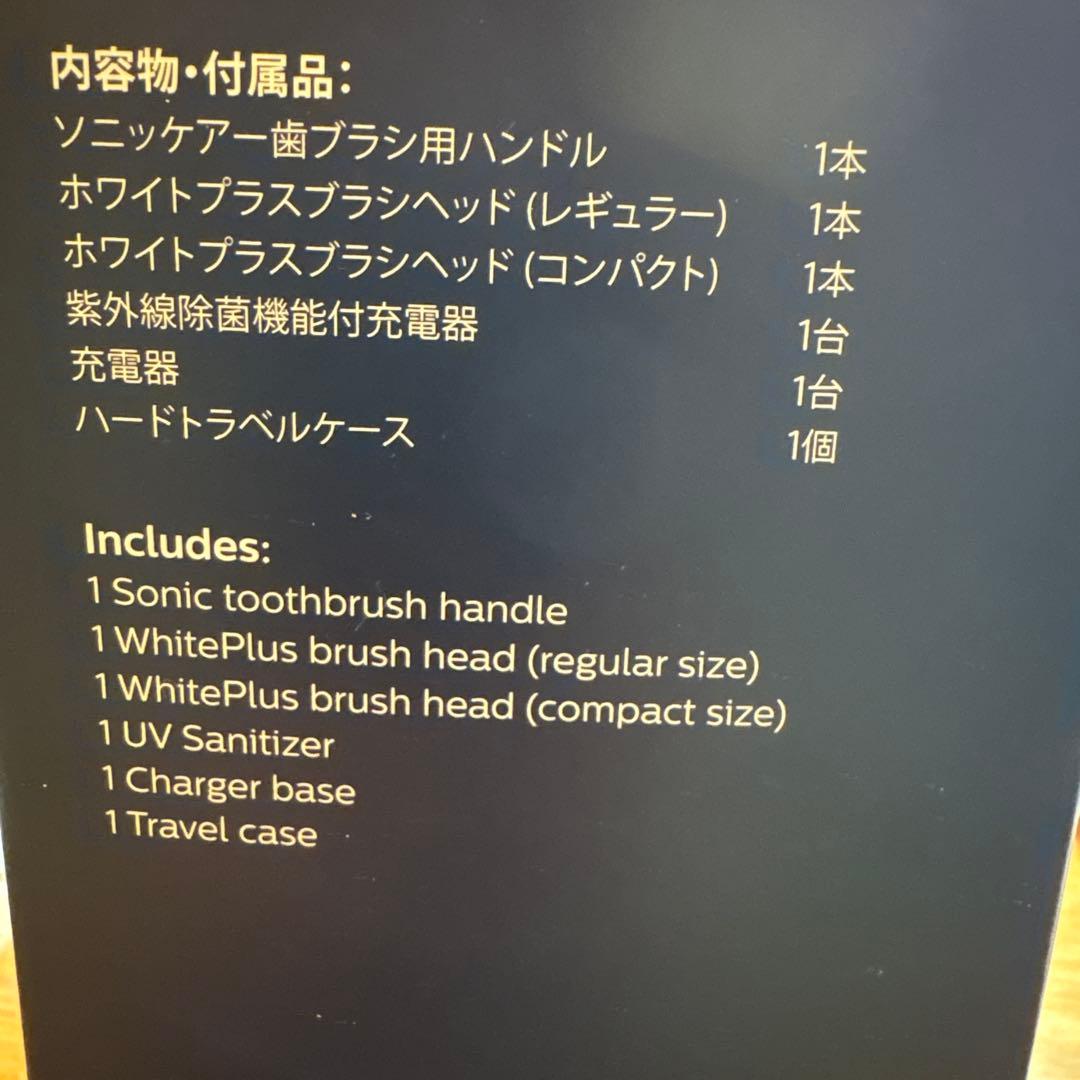 内容物・付属品：
ソニッケアー歯ブラシ用ハンドル 1本
ホワイトプラスブラシヘッド (レギュラー) 1本
ホワイトプラスブラシヘッド (コンパクト) 1本
紫外線除菌機能付充電器 1台
充電器 1台
ハードトラベルケース 1個
Includes:
1 Sonic toothbrush handle
1 WhitePlus brush head (regular size)
1 WhitePlus brush head (compact size)
1 UV Sanitizer
1 Charger base
1 Travel case